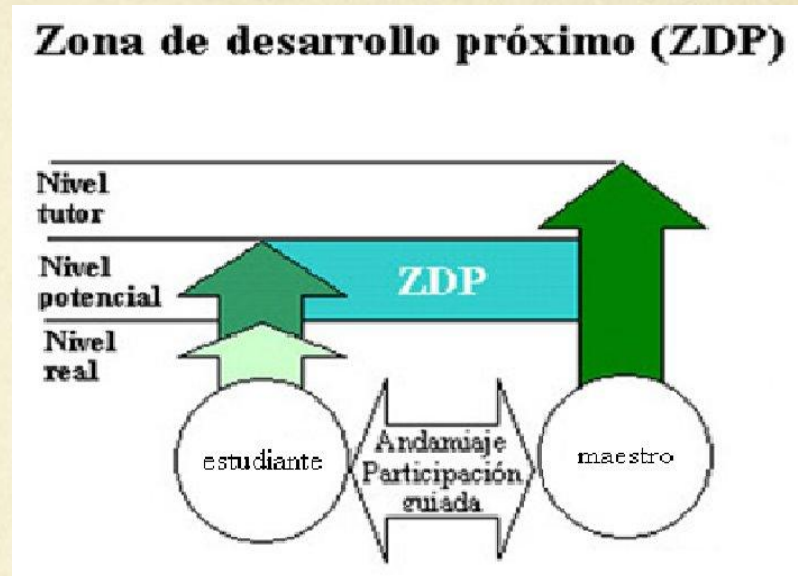 Zona de desarrollo próximo (ZDP)
Nivel
tutor
Nivel
potencial
ZDP
Nivel
real
estudiante
Andamiaje
Participación
guiada
maestro